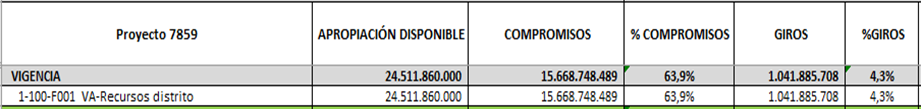 Proyecto 7859 APROPIACIÓN DISPONIBLE COMPROMISOS % COMPROMISOS GIROS %GIROS
VIGENCIA 24.511.860.000 15.668.748.489 63,9% 1.041.885.708 4,3%
1-100-F001 VA-Recursos distrito 24.511.860.000 15.668.748.489 63,9% 1.041.885.708 4,3%